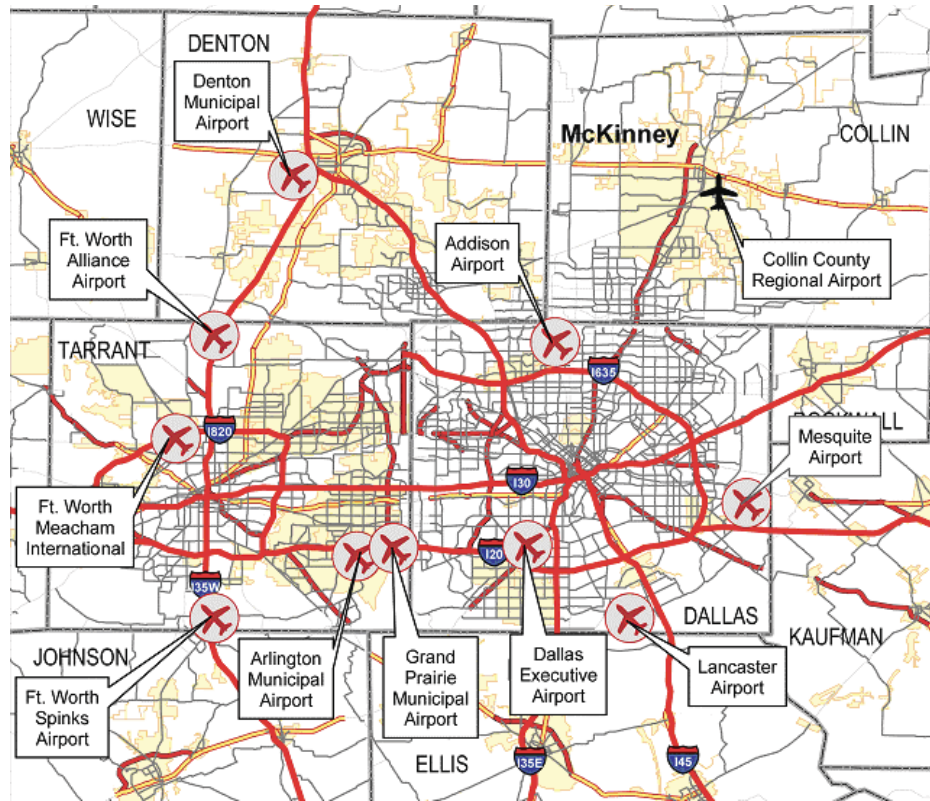 DENTON
Denton
Municipal
Airport
WISE
McKinney
COLLIN
Ft. Worth
Alliance
Airport
Addison
Airport
Collin County
Regional Airport
TARRANT
I635
ROCKWALL
I820
Mesquite
Airport
I30
Ft. Worth
Meacham
International
I20
I35W
DALLAS
KAUFMAN
JOHNSON
Ft. Worth
Spinks
Airport
Arlington
Municipal
Airport
Grand
Prairie
Municipal
Airport
Dallas
Executive
Airport
Lancaster
Airport
ELLIS
I35E
I45